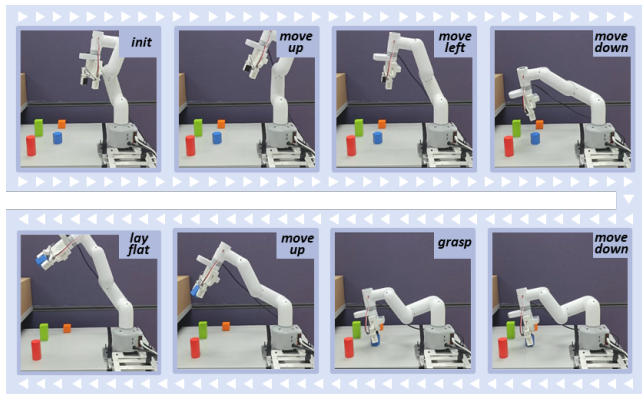 init
move
up
move
left
move
down
lay
flat
move
up
grasp
move
down